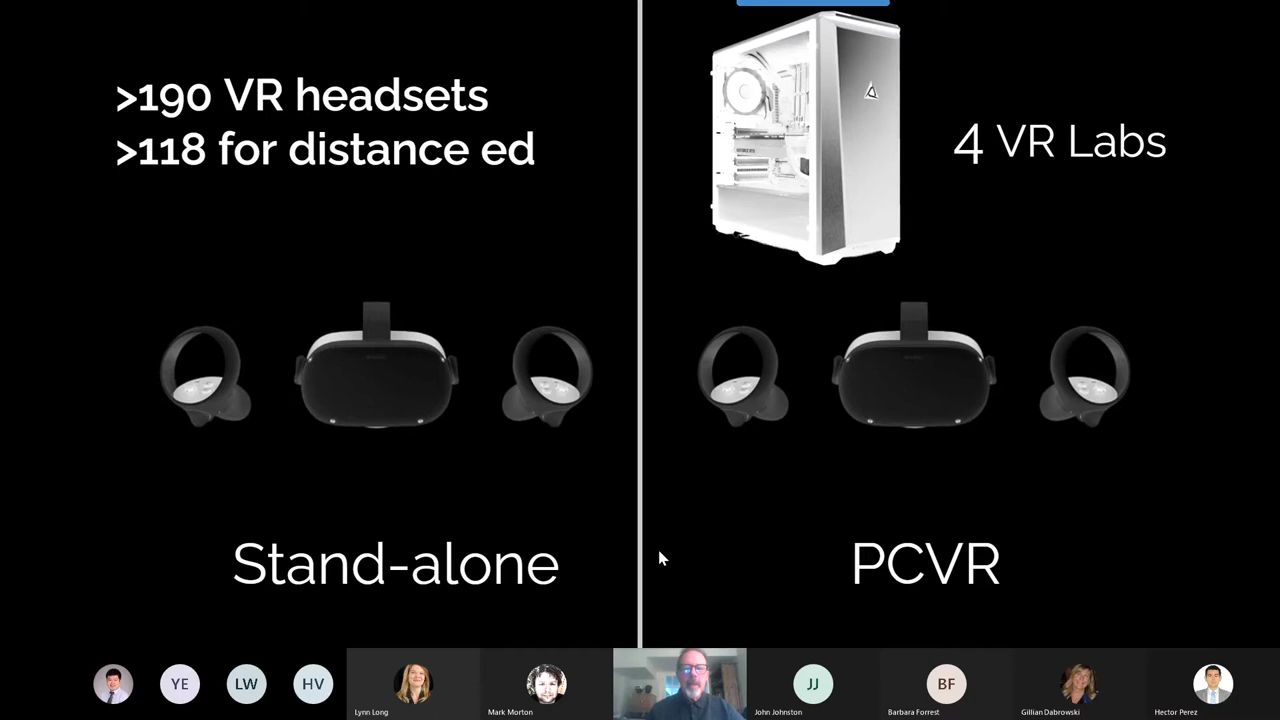 >190 VR headsets
>118 for distance ed
4 VR Labs
Stand-alone
PCVR
YE
LW
HV
JJ
BF
Lynn Long
Mark Morton
John Johnston
Barbara Forrest
Gillian Dabrowski
Hector Perez